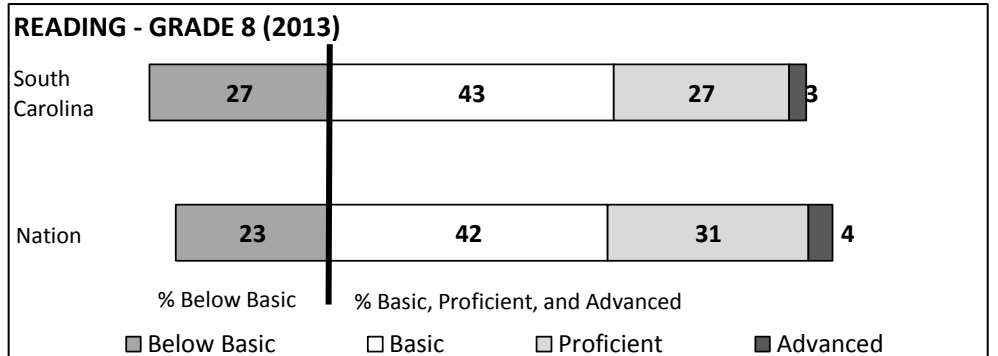 READING - GRADE 8 (2013)
South
Carolina
27 43 27 3
Nation
23 42 31 4
% Below Basic % Basic, Proficient, and Advanced
Below Basic Basic Proficient Advanced